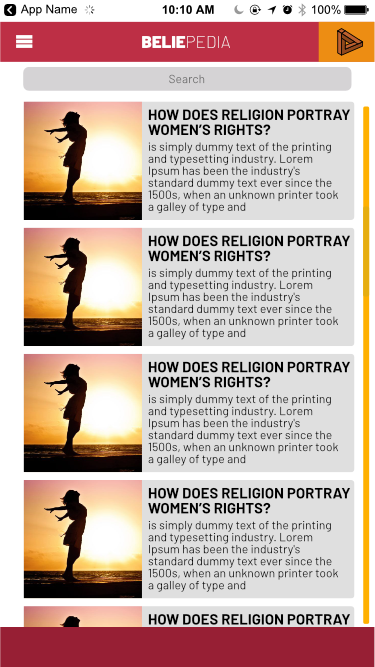 App Name 10:10 AM 100%
BELIEPEDIA
Search
HOW DOES RELIGION PORTRAY
WOMEN'S RIGHTS?
is simply dummy text of the printing
and typesetting industry. Lorem
Ipsum has been the industry's
standard dummy text ever since the
1500s, when an unknown printer took
a galley of type and
HOW DOES RELIGION PORTRAY
WOMEN'S RIGHTS?
is simply dummy text of the printing
and typesetting industry. Lorem
Ipsum has been the industry's
standard dummy text ever since the
1500s, when an unknown printer took
a galley of type and
HOW DOES RELIGION PORTRAY
WOMEN'S RIGHTS?
is simply dummy text of the printing
and typesetting industry. Lorem
Ipsum has been the industry's
standard dummy text ever since the
1500s, when an unknown printer took
a galley of type and
HOW DOES RELIGION PORTRAY
WOMEN'S RIGHTS?
is simply dummy text of the printing
and typesetting industry. Lorem
Ipsum has been the industry's
standard dummy text ever since the
1500s, when an unknown printer took
a galley of type and
HOW DOES RELIGION PORTRAY